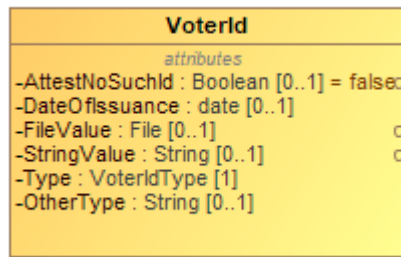 VoterId
attributes
-AttestNoSuchId : Boolean [0..1] = false
-DateOfIssuance : date [0..1]
-FileValue : File [0..1]
-StringValue : String [0..1]
-Type : VoterIdType [1]
-OtherType : String [0..1]